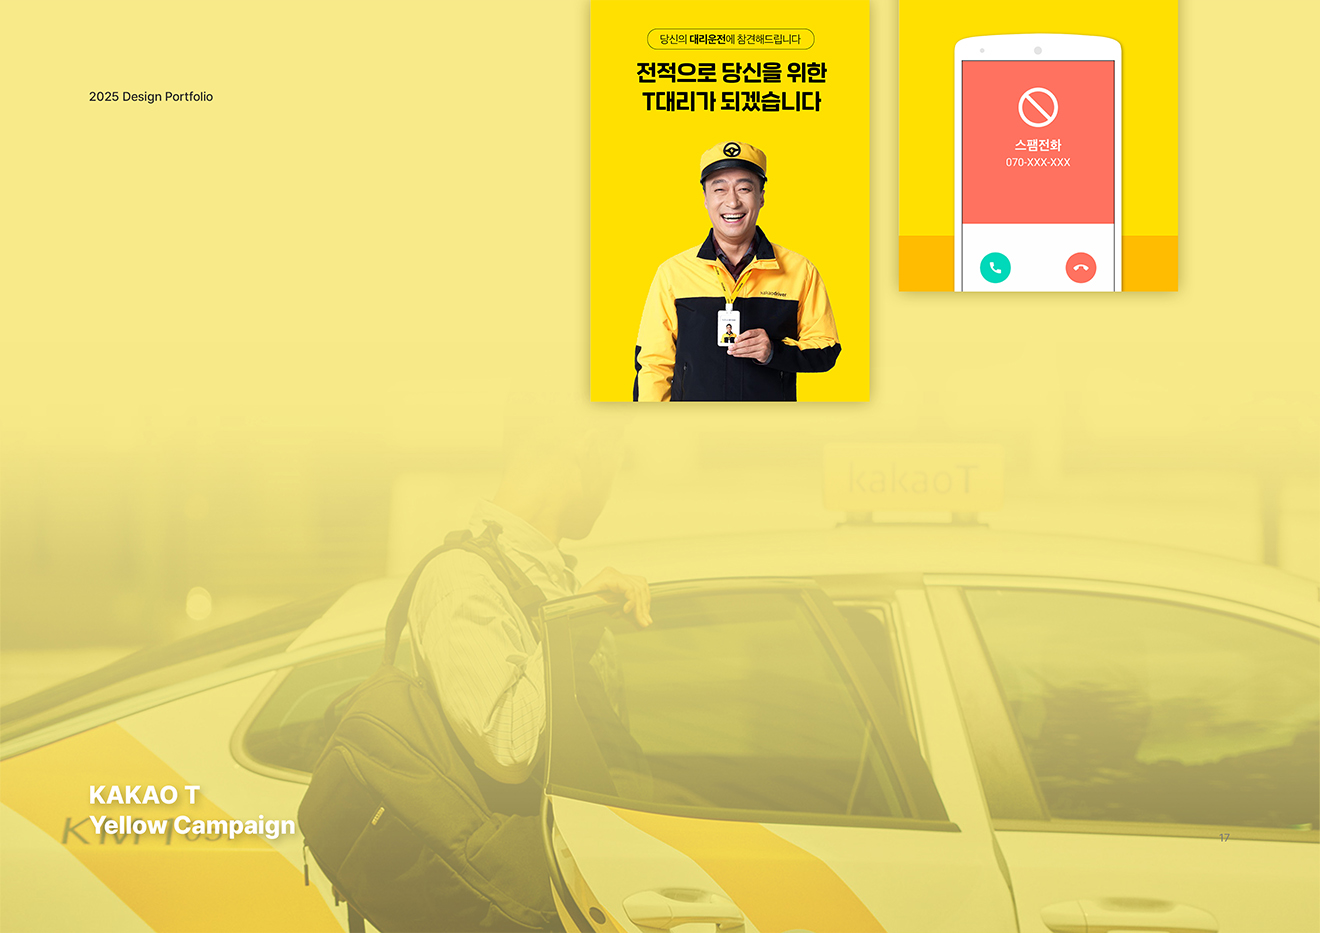 2025 Design Portfolio
당신의 대리운전에 참견해드립니다
전적으로 당신을 위한
T대리가 되겠습니다
kakaodriver
스팸전화
070-XXX-XXX
kakaoT
KAKAO T
Yellow Campaign
17